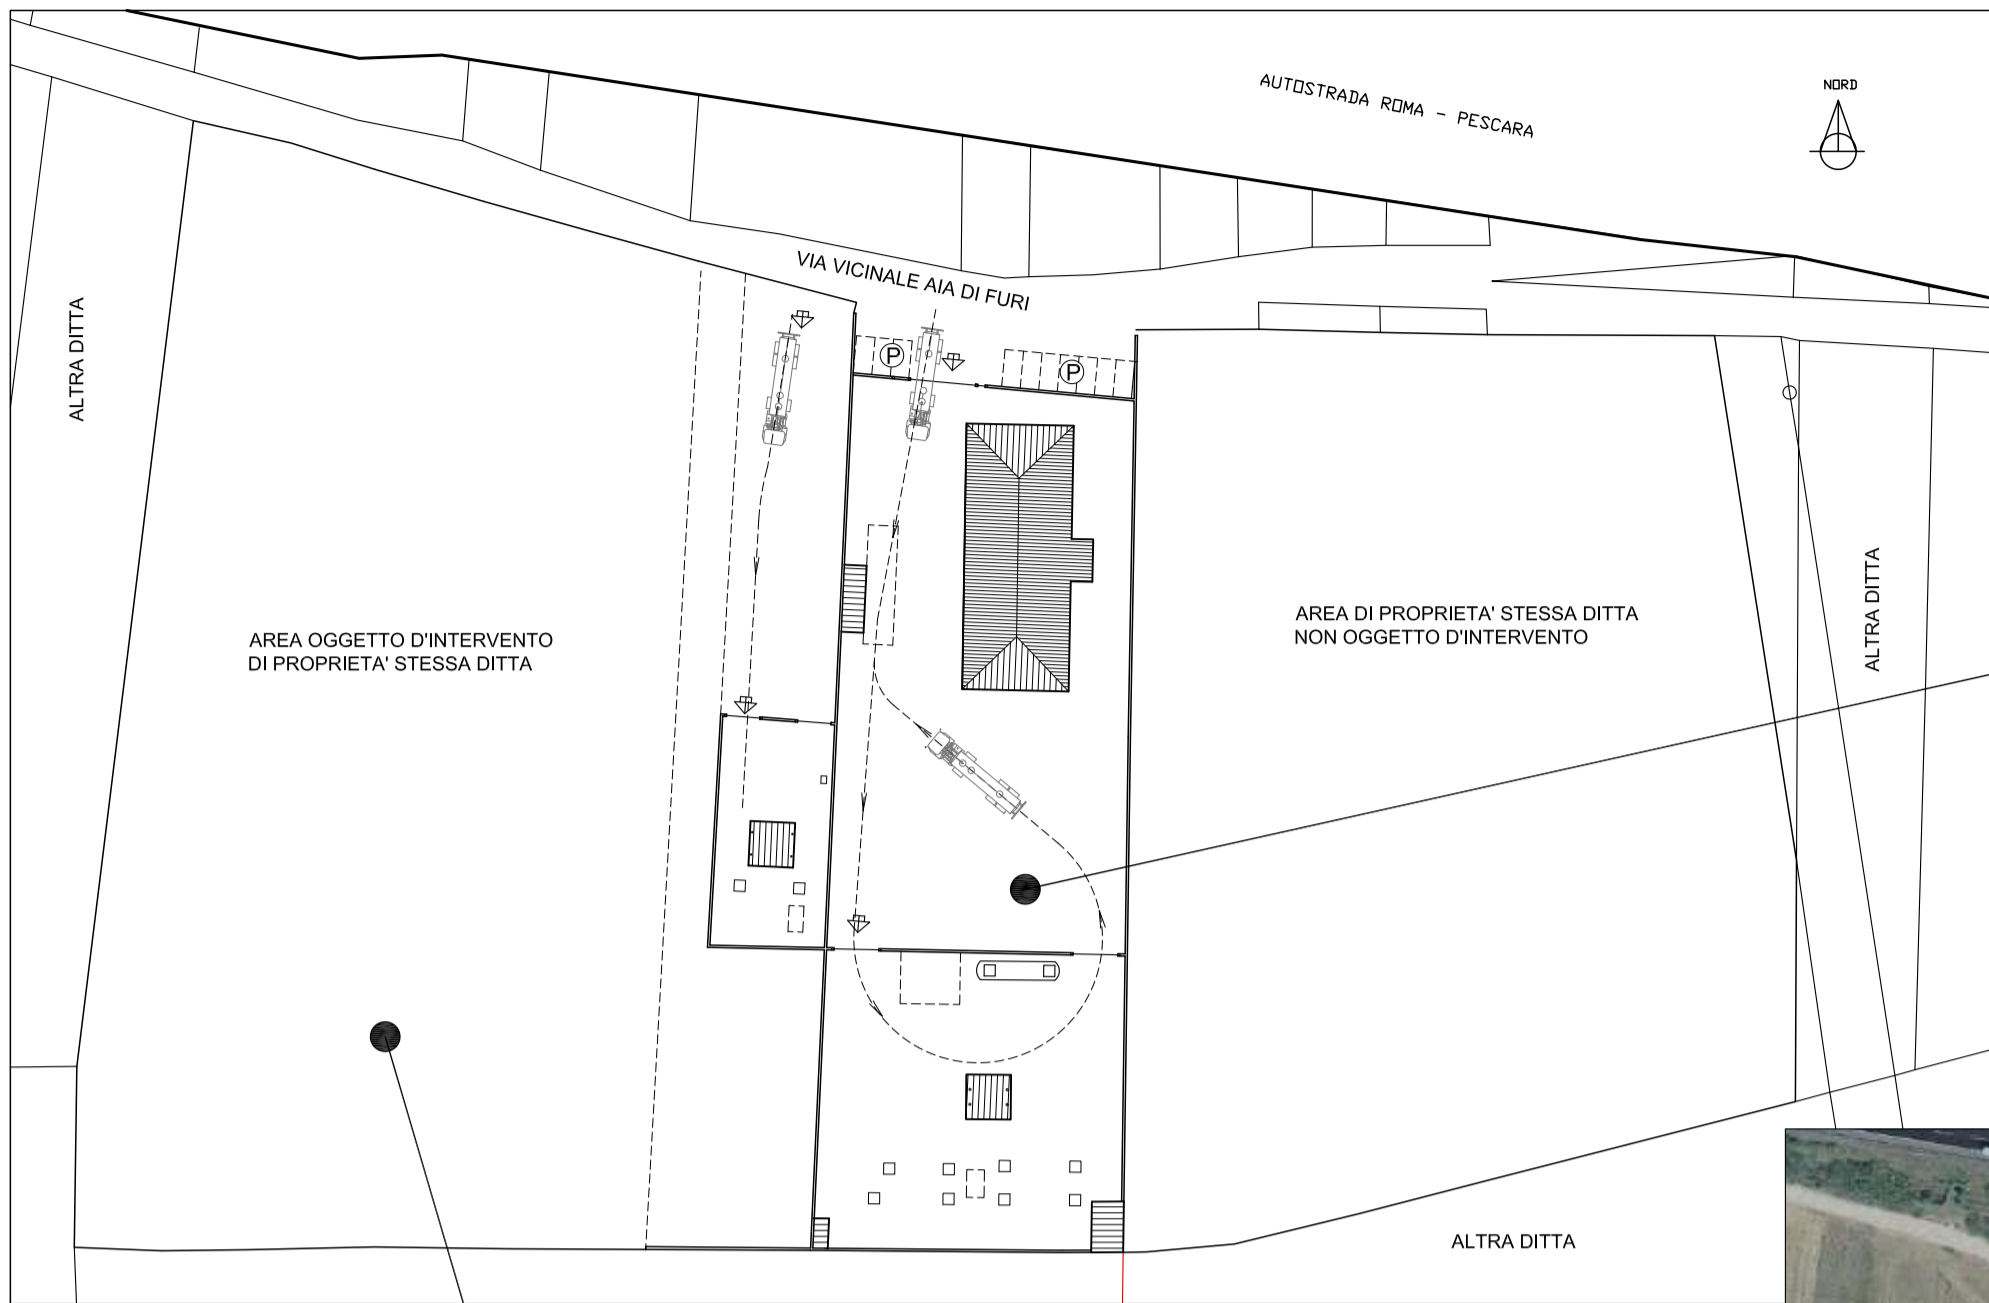 AUTOSTRADA ROMA - PESCARA
NORD
VIA VICINALE AIA DI FURI
ALTRA DITTA
P
P
AREA OGGETTO D'INTERVENTO
DI PROPRIETA' STESSA DITTA
AREA DI PROPRIETA' STESSA DITTA
NON OGGETTO D'INTERVENTO
ALTRA DITTA
ALTRA DITTA